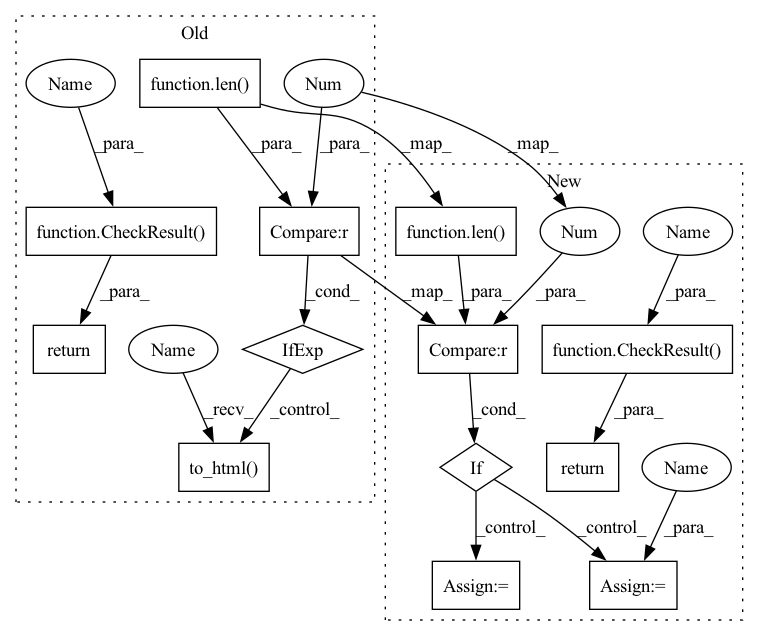 Old
Name
function.len()
Num
_para_
_para_
_para_
_map_
_map_
New
function.CheckResult()
Compare:r
function.len()
Num
Name
_para_
_cond_
_map_
_para_
_para_
_para_
return
Name
IfExp
Compare:r
function.CheckResult()
_recv_
_control_
_cond_
_para_
to_html()
If
return
Name
_control_
_control_
_para_
Assign:=
Assign:=